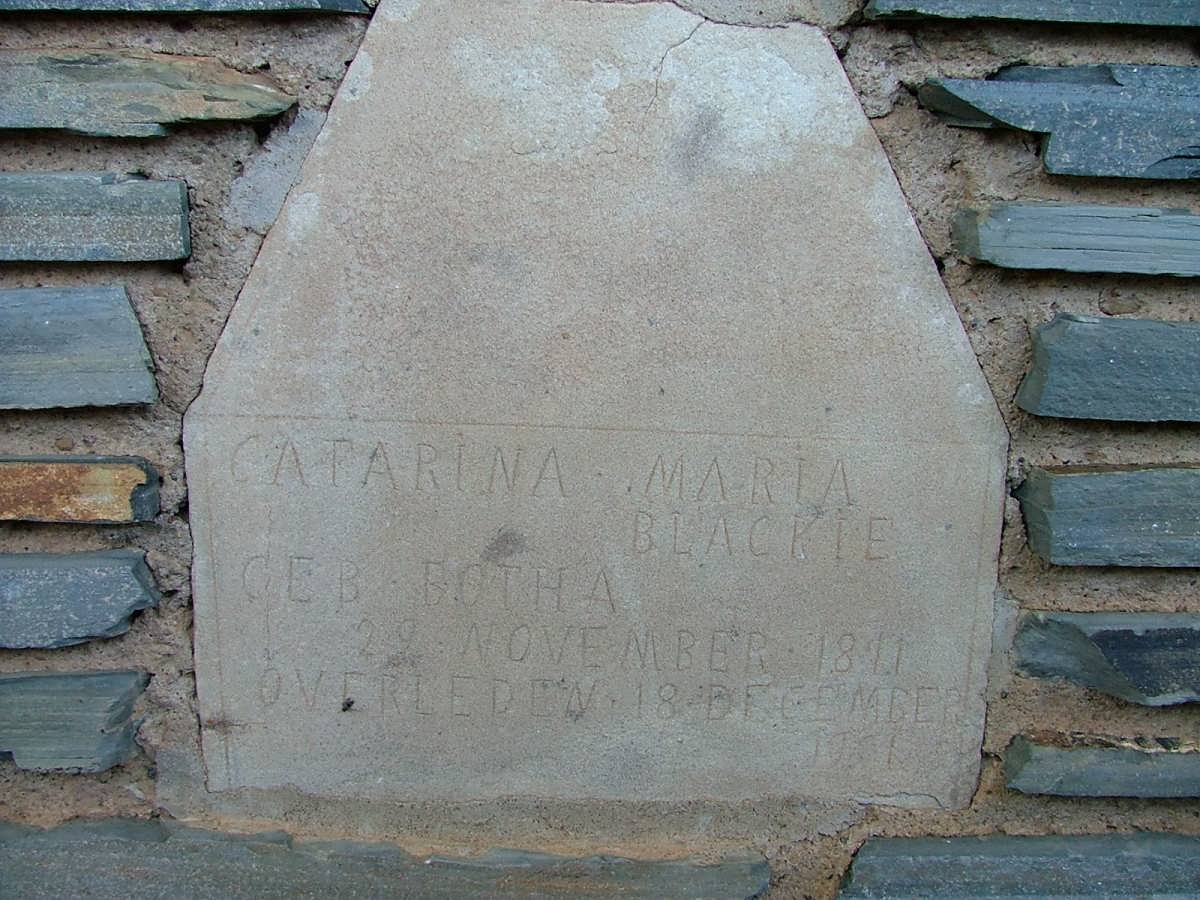 CATARINA · MARIA
BLACKIE
GEB · BOTHA
NOVEMBER ·
OVERLEDEN · 18 · DECEMBER